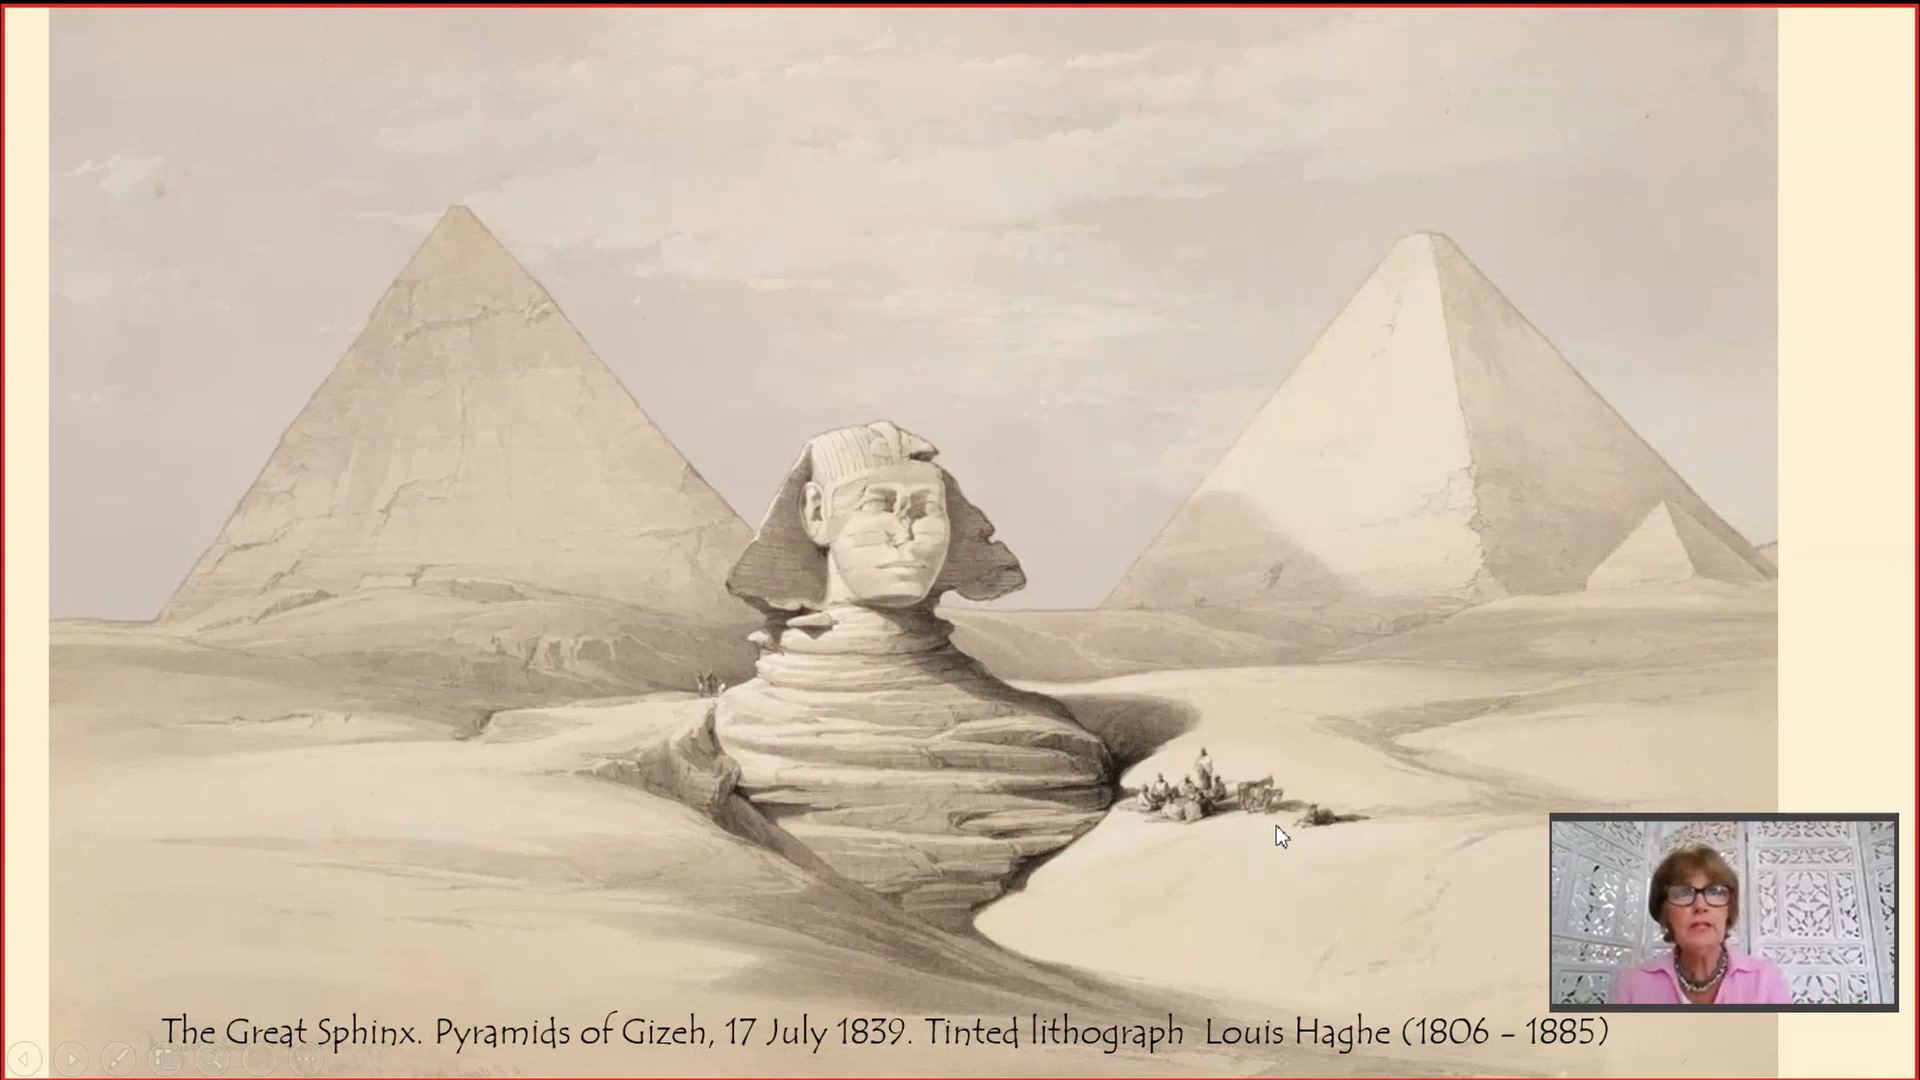 The Great Sphinx. Pyramids of Gizeh, 17 July 1839. Tinted lithograph Louis Haghe (1806 - 1885)